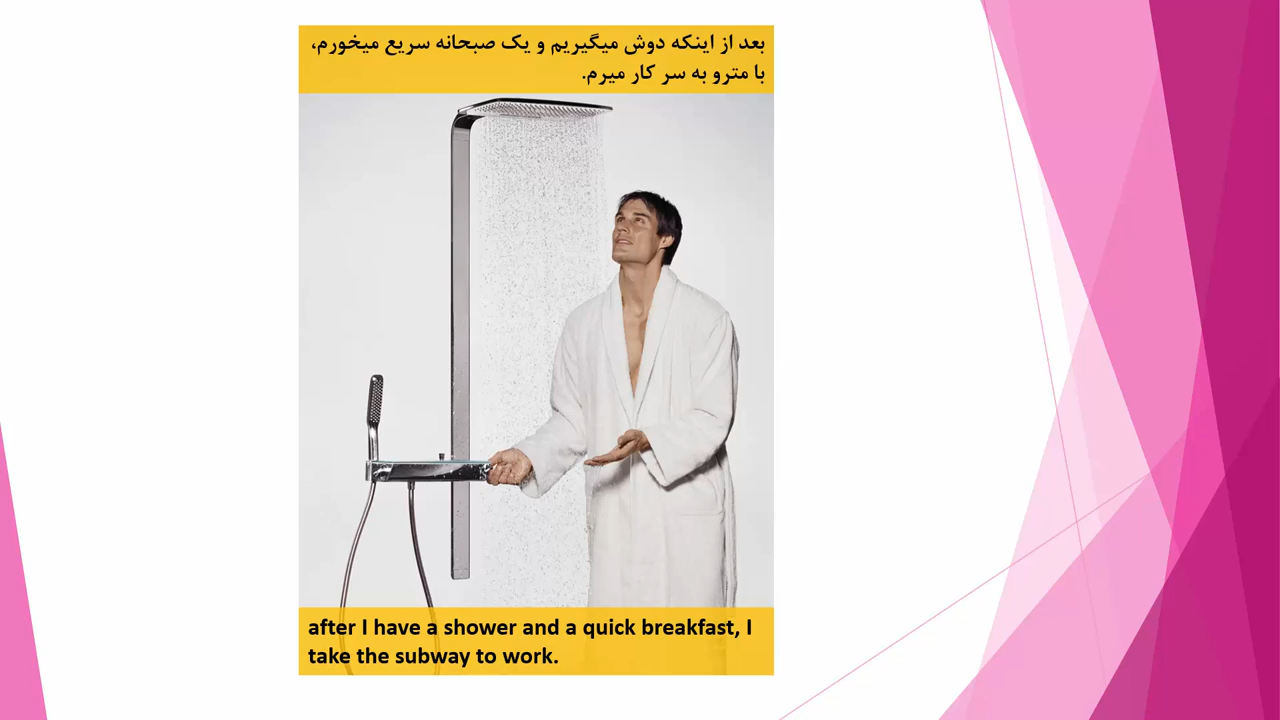 بعد از اینکه دوش میگیریم و یک صبحانه سریع میخورم،
با مترو به سر کار میرم.
after I have a shower and a quick breakfast, I
take the subway to work.